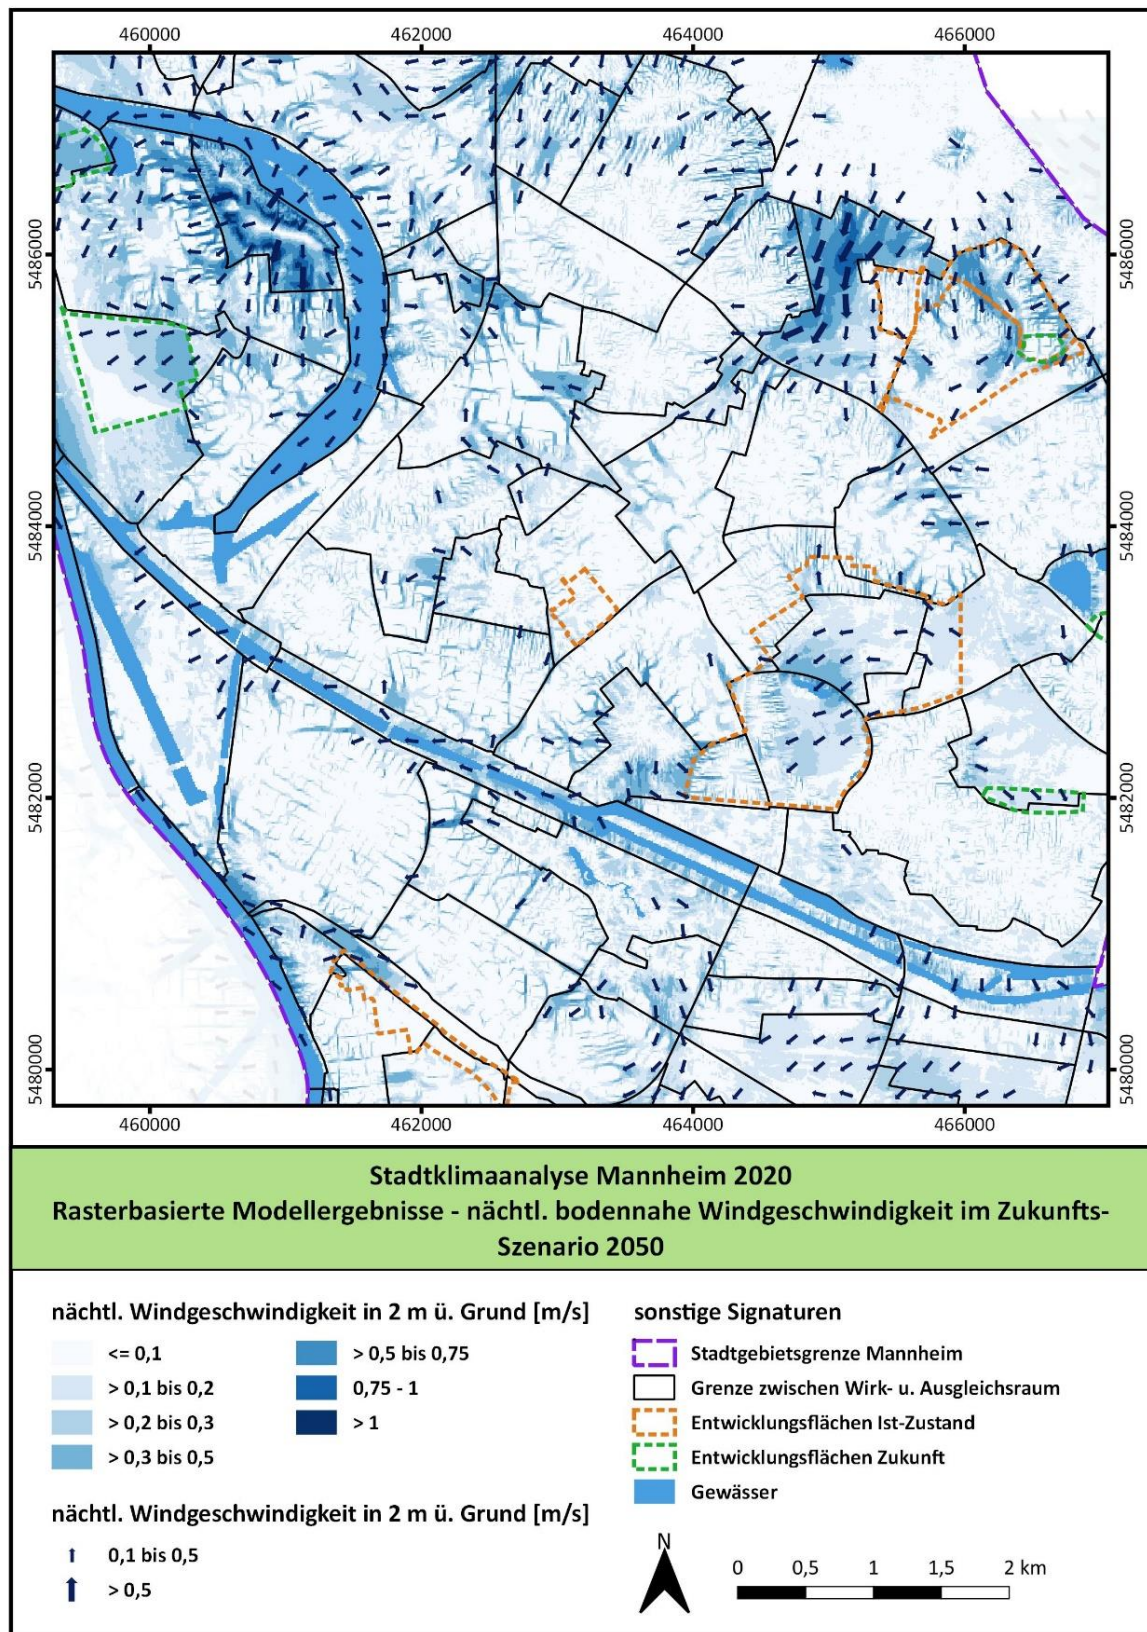 460000 462000 464000 466000
5486000 5486000
5484000 5484000
5482000 5482000
5480000 5480000
460000 462000 464000 466000
Stadtklimaanalyse Mannheim 2020
Rasterbasierte Modellergebnisse - nächtl. bodennahe Windgeschwindigkeit im Zukunfts-
Szenario 2050
nächtl. Windgeschwindigkeit in 2 m ü. Grund [m/s]
<= 0,1
> 0,1 bis 0,2
> 0,2 bis 0,3
> 0,3 bis 0,5
> 0,5 bis 0,75
0,75 - 1
> 1
nächtl. Windgeschwindigkeit in 2 m ü. Grund [m/s]
0,1 bis 0,5
> 0,5
sonstige Signaturen
Stadtgebietsgrenze Mannheim
Grenze zwischen Wirk- u. Ausgleichsraum
Entwicklungsflächen Ist-Zustand
Entwicklungsflächen Zukunft
Gewässer
N
0 0,5 1 1,5 2 km